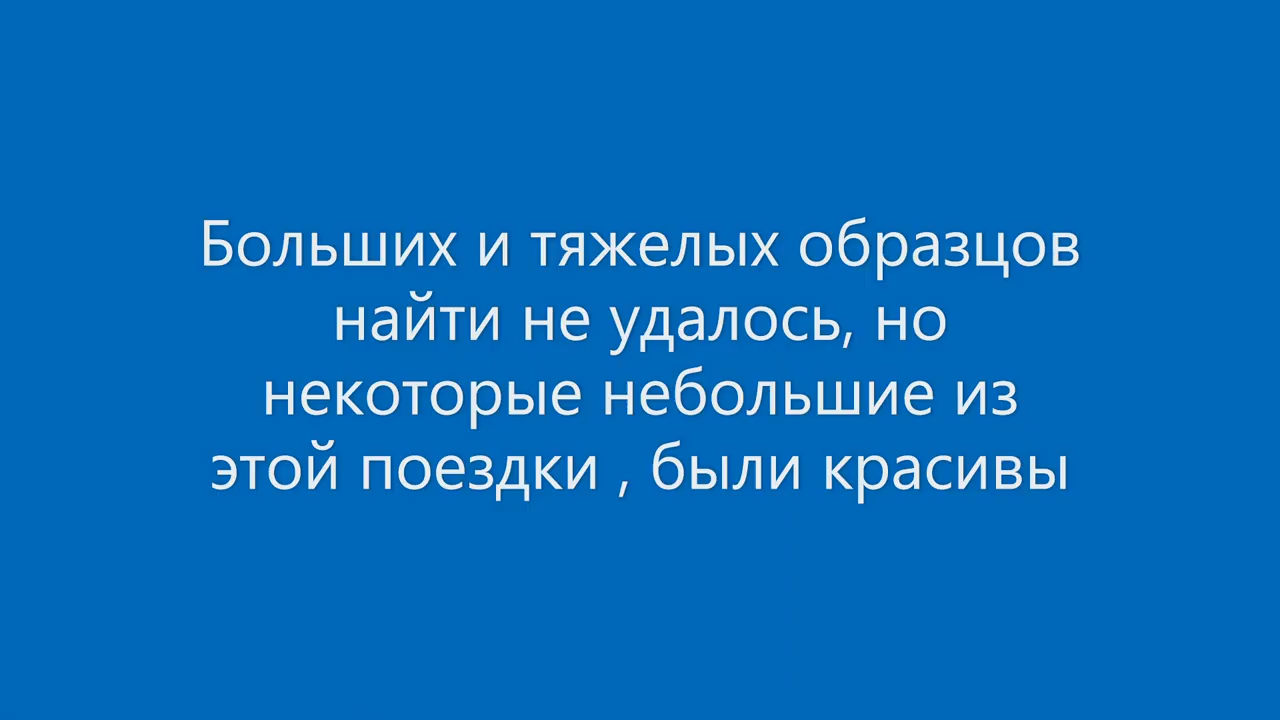 Больших и тяжелых образцов
найти не удалось, но
некоторые небольшие из
этой поездки , были красивы